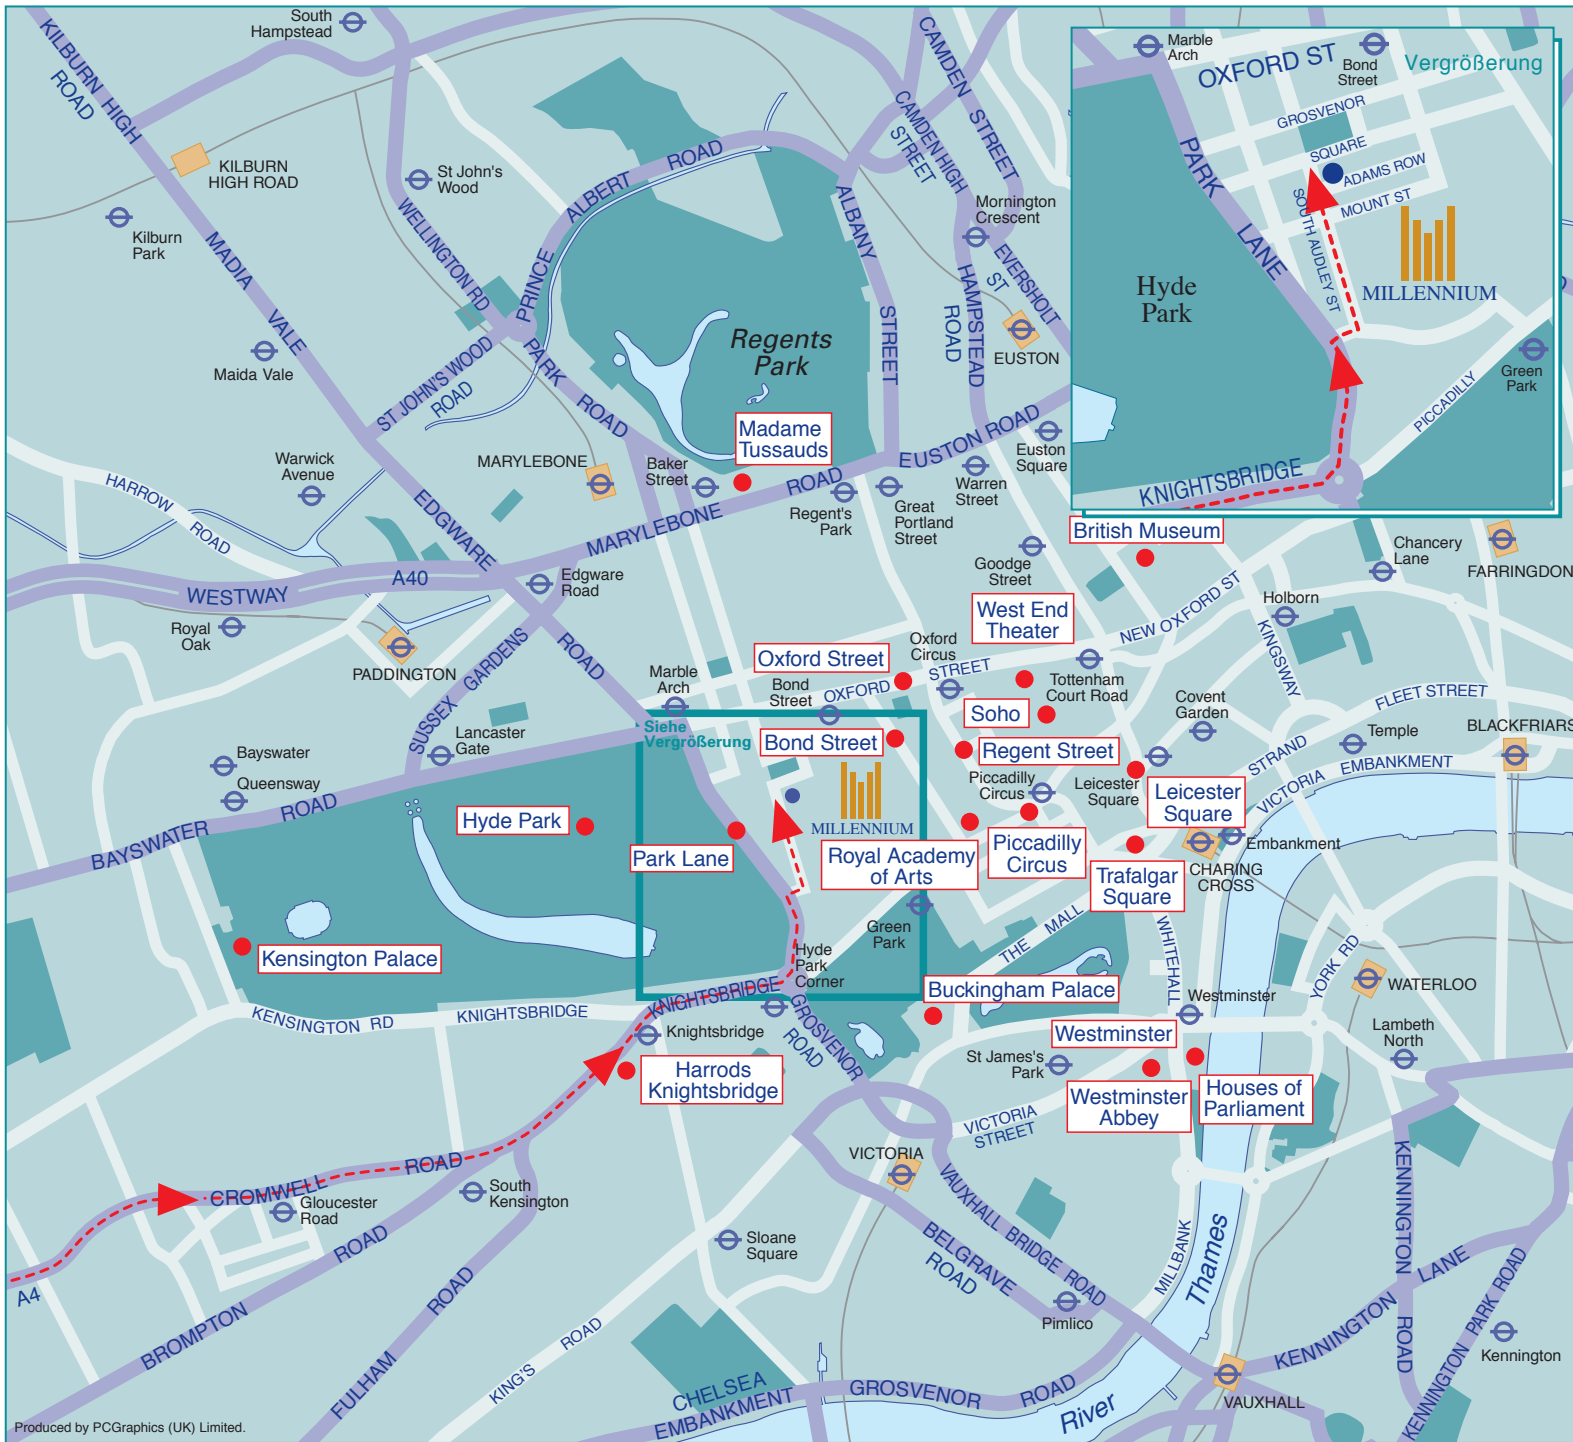 South
Hampstead
KILBURN HIGH
ROAD
KILBURN
HIGH ROAD
Kilburn
Park
MADIA
VALE
Maida Vale
St John's
Wood
WELLINGTON RD
PRINCE
ALBERT
ROAD
ST JOHN'S WOOD
ROAD
PARK
ROAD
Regents
Park
ALBANY
STREET
CAMDEN
STREET
CAMDEN HIGH
STREET
Mornington
Crescent
EVERSHOLT
ST
HAMPSTEAD
ROAD
EUSTON
Marble
Arch
OXFORD ST
Bond
Street
Vergrößerung
GROSVENOR
SQUARE
ADAMS ROW
MOUNT ST
SOUTH AUDLEY ST
PARK
LANE
Hyde
Park
MILLENNIUM
Green
Park
PICCADILLY
KNIGHTSBRIDGE
Madame
Tussauds
EUSTON ROAD
Euston
Square
Warren
Street
Great
Portland
Street
Regent's
Park
Baker
Street
MARYLEBONE
MARYLEBONE
ROAD
Warwick
Avenue
HARROW
ROAD
EDGWARE
ROAD
A40
WESTWAY
Edgware
Road
Royal
Oak
PADDINGTON
SUSSEX GARDENS
Lancaster
Gate
Bayswater
Queensway
BAYSWATER
ROAD
British Museum
Goodge
Street
West End
Theater
NEW OXFORD ST
Chancery
Lane
FARRINGDON
Holborn
KINGSWAY
Oxford Street
Oxford
Circus
OXFORD
STREET
Tottenham
Court Road
Marble
Arch
Bond
Street
Siehe
Vergrößerung
Bond Street
Soho
Regent Street
Covent
Garden
FLEET STREET
Temple
BLACKFRIARS
STRAND
VICTORIA
EMBANKMENT
Piccadilly
Circus
Leicester
Square
Leicester
Square
Embankment
CHARING
CROSS
Hyde Park
Park Lane
MILLENNIUM
Royal Academy
of Arts
Piccadilly
Circus
Trafalgar
Square
Green
Park
THE MALL
WHITEHALL
YORK RD
WATERLOO
Kensington Palace
Hyde
Park
Corner
Buckingham Palace
KENSINGTON RD
KNIGHTSBRIDGE
KNIGHTSBRIDGE
Knightsbridge
Harrods
Knightsbridge
GROSVENOR
ROAD
Westminster
Westminster
St James's
Park
Lambeth
North
Westminster
Abbey
Houses of
Parliament
VICTORIA
STREET
VICTORIA
CROMWELL
ROAD
Gloucester
Road
South
Kensington
Sloane
Square
A4
BROMPTON
ROAD
FULHAM
ROAD
KING'S
ROAD
BELGRAVE
ROAD
VAUXHALL BRIDGE ROAD
MILLBANK
Pimlico
River
Thames
KENNINGTON
ROAD
KENNINGTON
LANE
KENNINGTON PARK ROAD
Kennington
VAUXHALL
CHELSEA
EMBANKMENT
GROSVENOR
ROAD
Produced by PCGraphics (UK) Limited.